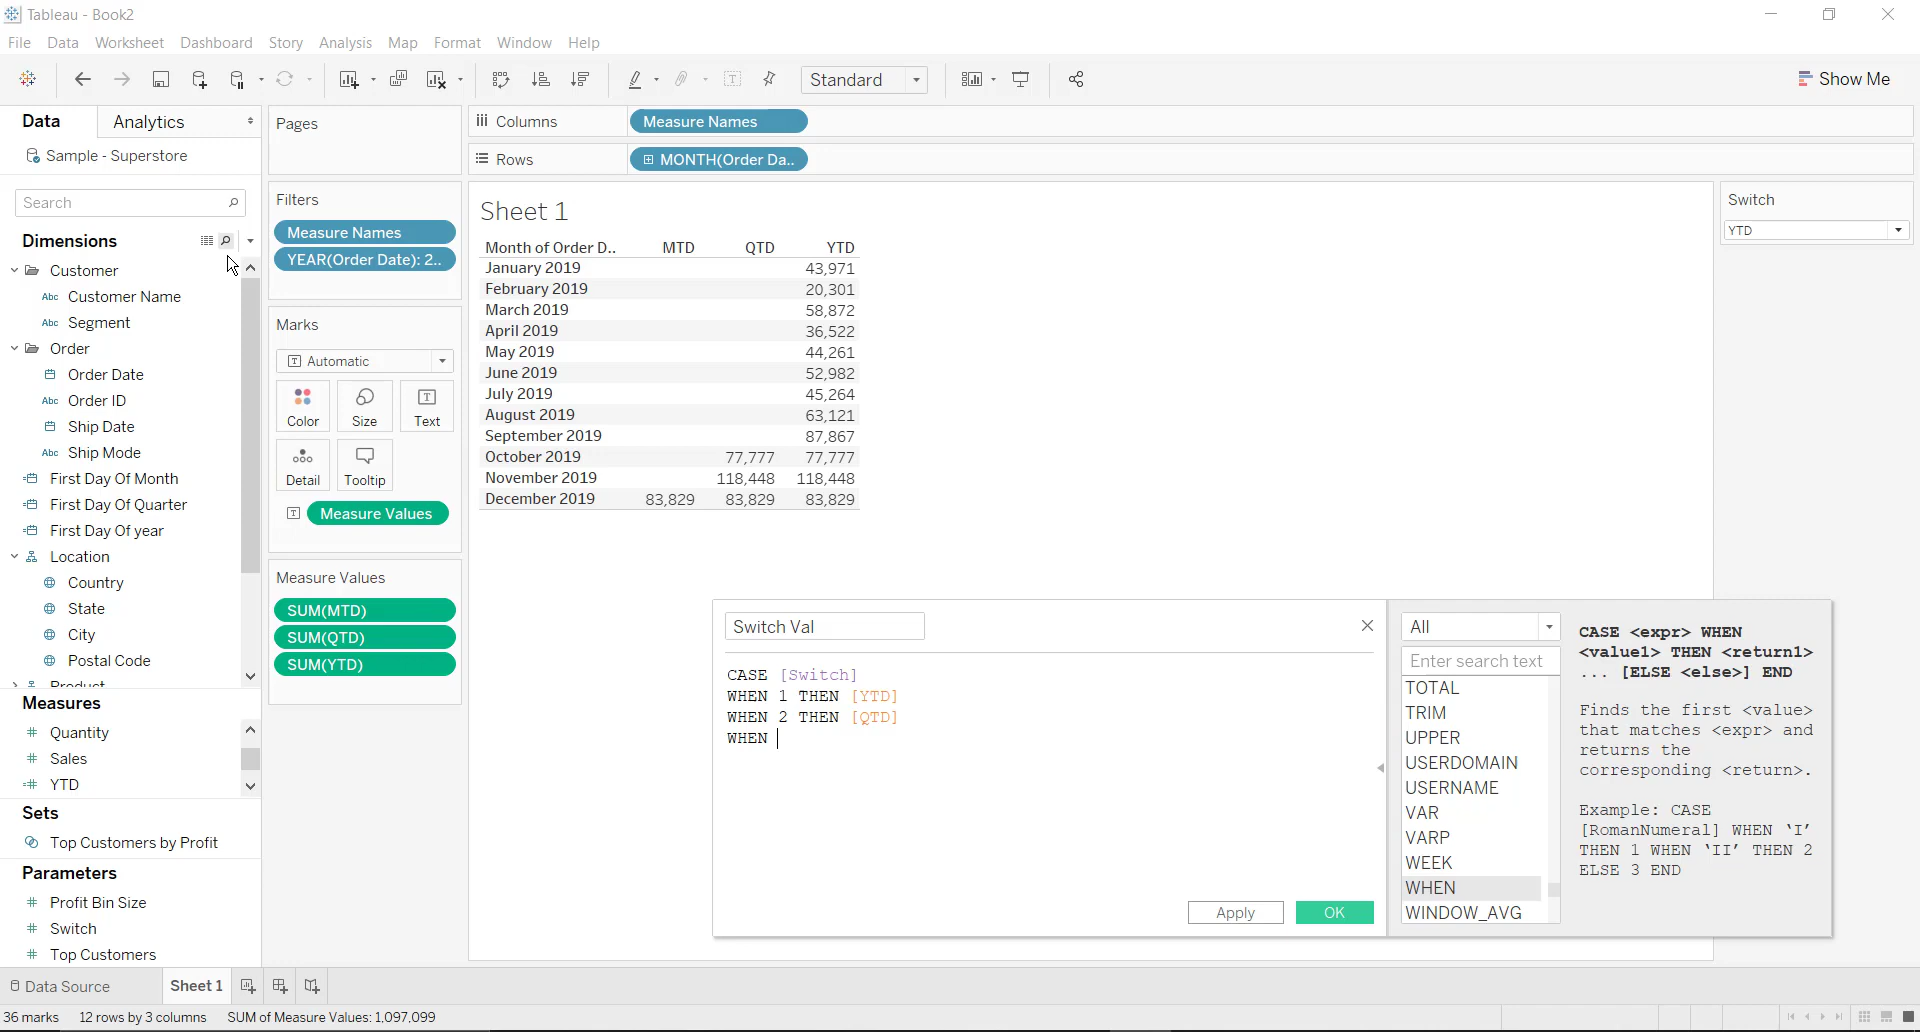 Tableau - Book2
File Data Worksheet Dashboard Story Analysis Map Format Window Help
Standard
Show Me
Data
Analytics
Sample - Superstore
Search
Dimensions
Customer
Abc Customer Name
Abc Segment
Order
Order Date
Abc Order ID
Ship Date
Abc Ship Mode
First Day Of Month
First Day Of Quarter
First Day Of year
Location
Country
State
City
Postal Code
Product
Measures
# Quantity
# Sales
=# YTD
Sets
Top Customers by Profit
Parameters
# Profit Bin Size
# Switch
# Top Customers
Pages
Filters
Measure Names
YEAR(Order Date): 2..
Marks
Automatic
Color
Size
Text
Detail
Tooltip
Measure Values
Measure Values
SUM(MTD)
SUM(QTD)
SUM(YTD)
Columns
Measure Names
Rows
MONTH(Order Da..
Sheet 1
Month of Order D.. MTD QTD YTD
January 2019 43,971
February 2019 20,301
March 2019 58,872
April 2019 36,522
May 2019 44,261
June 2019 52,982
July 2019 45,264
August 2019 63,121
September 2019 87,867
October 2019 77,777 77,777
November 2019 118,448 118,448
December 2019 83,829 83,829 83,829
Switch
YTD
Switch Val
CASE [Switch]
WHEN 1 THEN [YTD]
WHEN 2 THEN [QTD]
WHEN
Apply
OK
All
Enter search text
TOTAL
TRIM
UPPER
USERDOMAIN
USERNAME
VAR
VARP
WEEK
WHEN
WINDOW_AVG
CASE <expr> WHEN
<value1> THEN <return1>
... [ELSE <else>] END
Finds the first <value>
that matches <expr> and
returns the
corresponding <return>.
Example: CASE
[RomanNumeral] WHEN ‘I’
THEN 1 WHEN ‘II’ THEN 2
ELSE 3 END
Data Source
Sheet 1
36 marks 12 rows by 3 columns SUM of Measure Values: 1,097,099